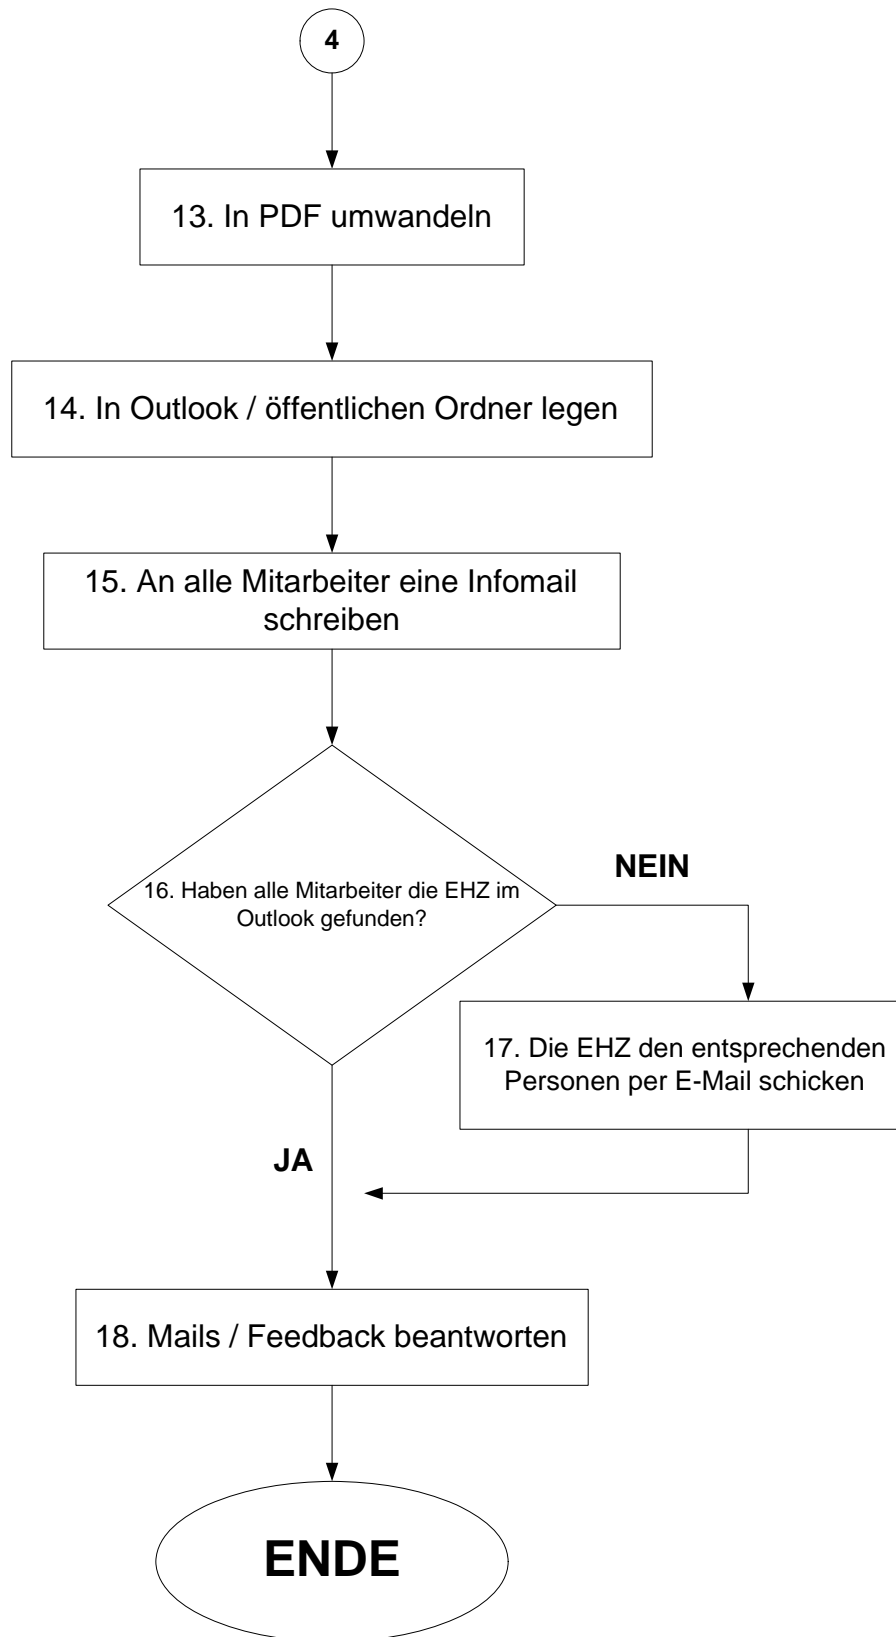 4
13. In PDF umwandeln
14. In Outlook / öffentlichen Ordner legen
15. An alle Mitarbeiter eine Infomail
schreiben
16. Haben alle Mitarbeiter die EHZ im
Outlook gefunden?
NEIN
17. Die EHZ den entsprechenden
Personen per E-Mail schicken
JA
18. Mails / Feedback beantworten
ENDE